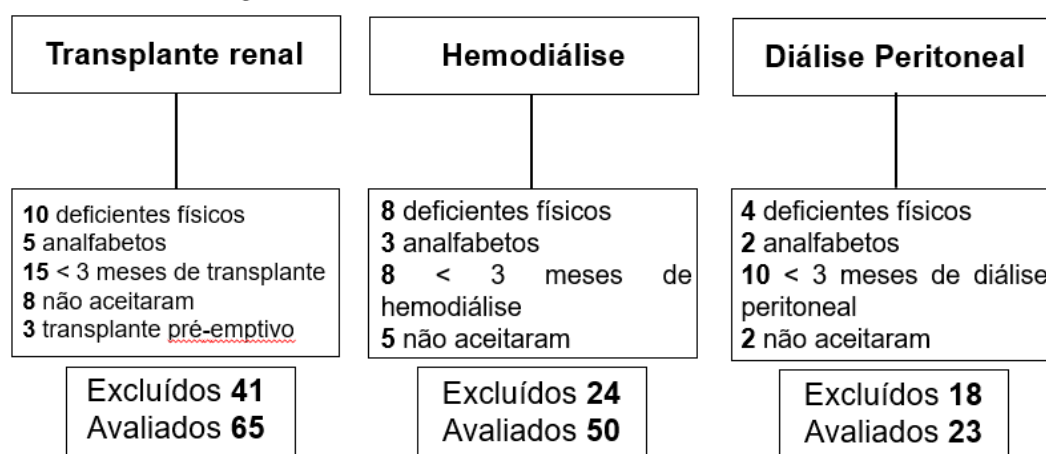 Transplante renal
10 deficientes físicos
5 analfabetos
15 < 3 meses de transplante
8 não aceitaram
3 transplante pré-emptivo
Excluídos 41
Avaliados 65
Hemodiálise
8 deficientes físicos
3 analfabetos
8 < 3 meses de
hemodiálise
5 não aceitaram
Excluídos 24
Avaliados 50
Diálise Peritoneal
4 deficientes físicos
2 analfabetos
10 < 3 meses de diálise
peritoneal
2 não aceitaram
Excluídos 18
Avaliados 23